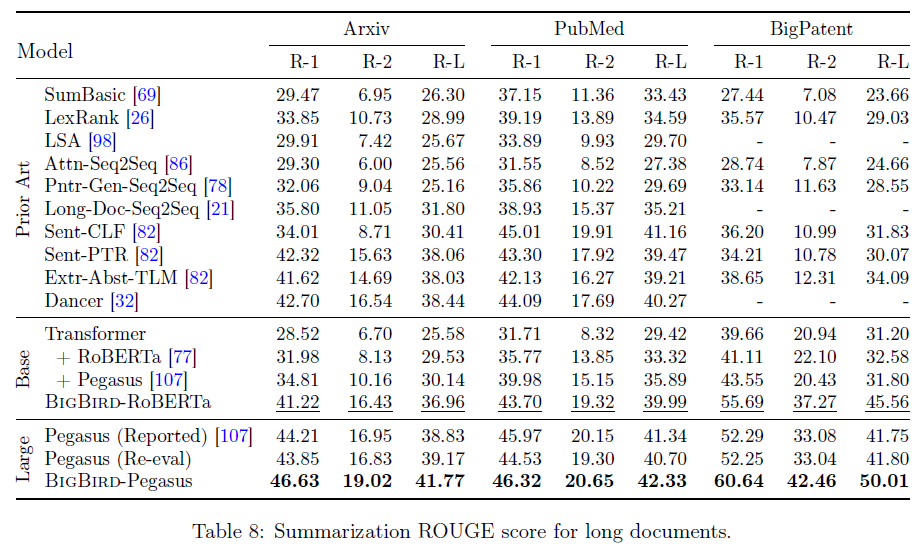 Arxiv PubMed BigPatent
Model
R-1 R-2 R-L R-1 R-2 R-L R-1 R-2 R-L
Prior Art
SumBasic [69] 29.47 6.95 26.30 37.15 11.36 33.43 27.44 7.08 23.66
LexRank [26] 33.85 10.73 28.99 39.19 13.89 34.59 35.57 10.47 29.03
LSA [98] 29.91 7.42 25.67 33.89 9.93 29.70 - - -
Attn-Seq2Seq [86] 29.30 6.00 25.56 31.55 8.52 27.38 28.74 7.87 24.66
Pntr-Gen-Seq2Seq [78] 32.06 9.04 25.16 35.86 10.22 29.69 33.14 11.63 28.55
Long-Doc-Seq2Seq [21] 35.80 11.05 31.80 38.93 15.37 35.21 - - -
Sent-CLF [82] 34.01 8.71 30.41 45.01 19.91 41.16 36.20 10.99 31.83
Sent-PTR [82] 42.32 15.63 38.06 43.30 17.92 39.47 34.21 10.78 30.07
Extr-Abst-TLM [82] 41.62 14.69 38.03 42.13 16.27 39.21 38.65 12.31 34.09
Dancer [32] 42.70 16.54 38.44 44.09 17.69 40.27 - - -
Base
Transformer 28.52 6.70 25.58 31.71 8.32 29.42 39.66 20.94 31.20
+ RoBERTa [77] 31.98 8.13 29.53 35.77 13.85 33.32 41.11 22.10 32.58
+ Pegasus [107] 34.81 10.16 30.14 39.98 15.15 35.89 43.55 20.43 31.80
BIGBIRD-RoBERTa 41.22 16.43 36.96 43.70 19.32 39.99 55.69 37.27 45.56
Large
Pegasus (Reported) [107] 44.21 16.95 38.83 45.97 20.15 41.34 52.29 33.08 41.75
Pegasus (Re-eval) 43.85 16.83 39.17 44.53 19.30 40.70 52.25 33.04 41.80
BIGBIRD-Pegasus 46.63 19.02 41.77 46.32 20.65 42.33 60.64 42.46 50.01
Table 8: Summarization ROUGE score for long documents.